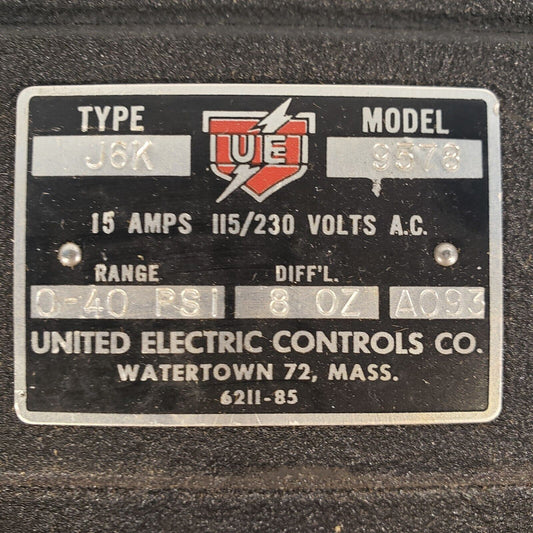 TYPE UE MODEL
J6K 9578
15 AMPS 115/230 VOLTS A.C.
RANGE DIFF'L.
0-40 PSI 8 OZ A093
UNITED ELECTRIC CONTROLS CO.
WATERTOWN 72, MASS.
6211-85